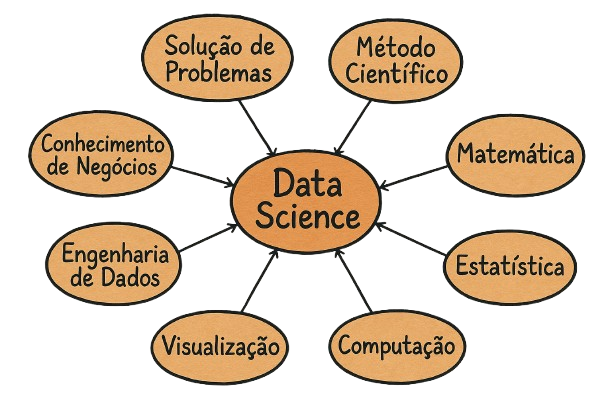 Solução de
Problemas
Método
Científico
Conhecimento
de Negócios
Matemática
Data
Science
Engenharia
de Dados
Estatística
Visualização
Computação